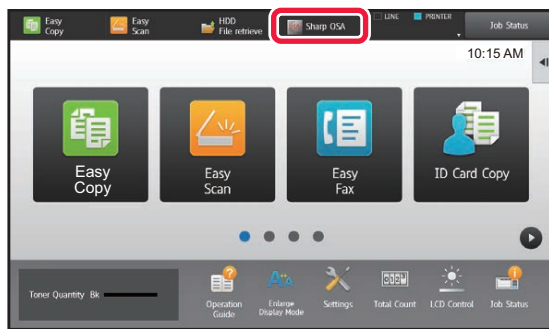 Easy
Copy
Easy
Scan
HDD
File retrieve
Sharp OSA
LINE
PRINTER
Job Status
10:15 AM
Easy
Copy
Easy
Scan
Easy
Fax
ID Card Copy
Toner Quantity Bk
Operation
Guide
Enlarge
Display Mode
Settings
Total Count
LCD Control
Job Status